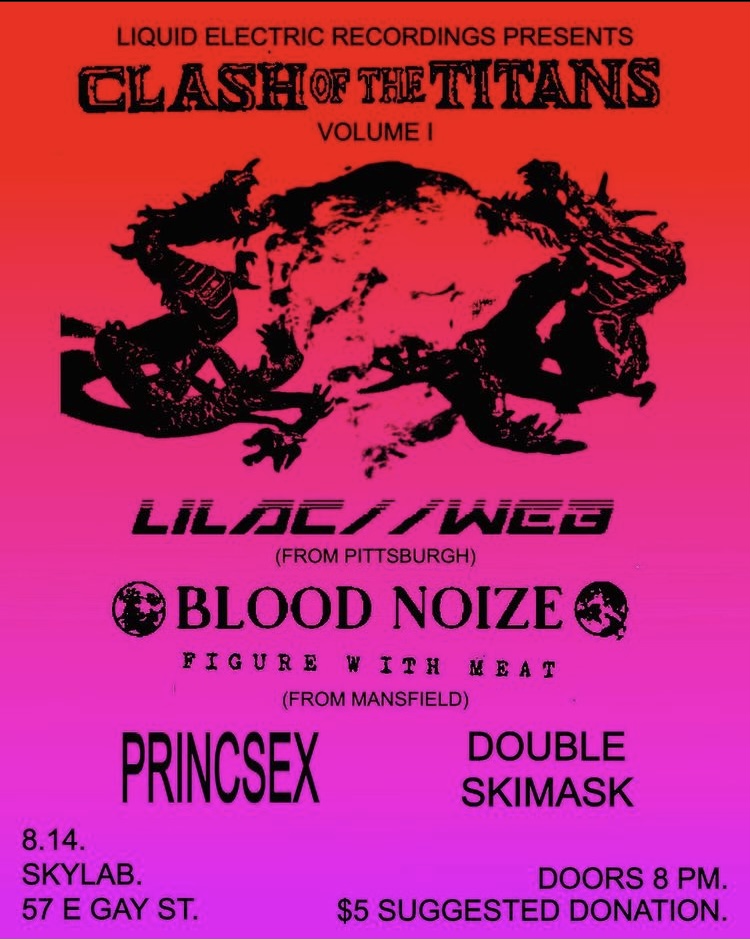 LIQUID ELECTRIC RECORDINGS PRESENTS
CLASH OF THE TITANS
VOLUME I
LILAC//WEB
(FROM PITTSBURGH)
BLOOD NOIZE
FIGURE WITH MEAT
(FROM MANSFIELD)
PRINCSEX
DOUBLE
SKIMASK
8.14.
SKYLAB.
57 E GAY ST.
DOORS 8 PM.
$5 SUGGESTED DONATION.